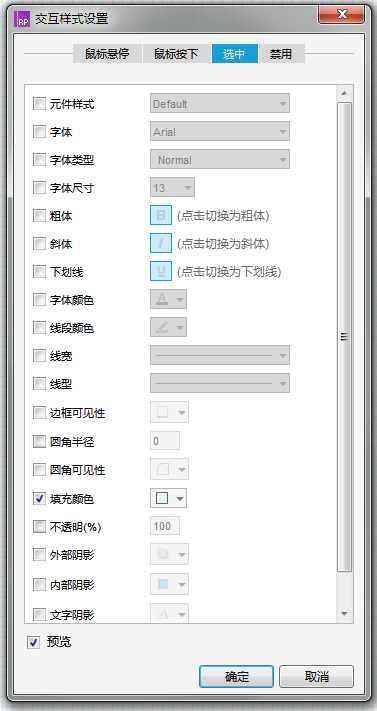 RP 交互样式设置
鼠标悬停 鼠标按下 选中 禁用
元件样式 Default
字体 Arial
字体类型 Normal
字体尺寸 13
粗体 B (点击切换为粗体)
斜体 I (点击切换为斜体)
下划线 U (点击切换为下划线)
字体颜色 A
线段颜色
线宽
线型
边框可见性
圆角半径 0
圆角可见性
填充颜色
不透明(%) 100
外部阴影
内部阴影
文字阴影 A
预览
确定 取消